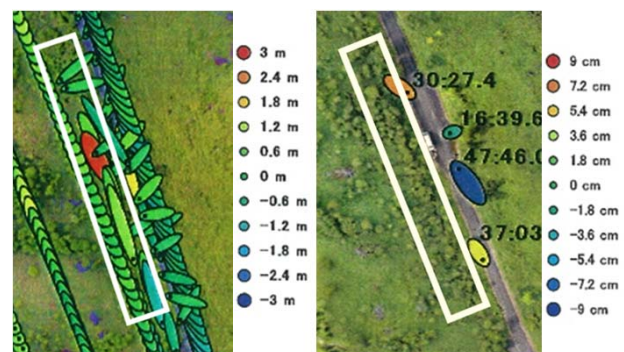 3 m
2.4 m
1.8 m
1.2 m
0.6 m
0 m
-0.6 m
-1.2 m
-1.8 m
-2.4 m
-3 m
30:27.4
16:39.6
47:46.0
37:03
9 cm
7.2 cm
5.4 cm
3.6 cm
1.8 cm
0 cm
-1.8 cm
-3.6 cm
-5.4 cm
-7.2 cm
-9 cm